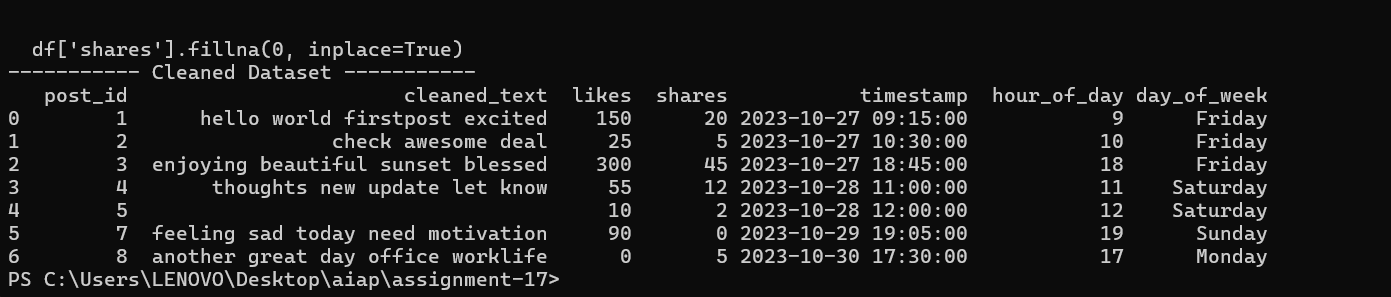 df['shares'].fillna(0, inplace=True)
----------- Cleaned Dataset -----------
   post_id                       cleaned_text  likes  shares           timestamp  hour_of_day day_of_week
0        1      hello world firstpost excited    150      20 2023-10-27 09:15:00            9      Friday
1        2                 check awesome deal     25       5 2023-10-27 10:30:00           10      Friday
2        3  enjoying beautiful sunset blessed    300      45 2023-10-27 18:45:00           18      Friday
3        4       thoughts new update let know     55      12 2023-10-28 11:00:00           11    Saturday
4        5                                        10       2 2023-10-28 12:00:00           12    Saturday
5        7  feeling sad today need motivation     90       0 2023-10-29 19:05:00           19      Sunday
6        8  another great day office worklife      0       5 2023-10-30 17:30:00           17      Monday
PS C:\Users\LENOVO\Desktop\aiap\assignment-17>